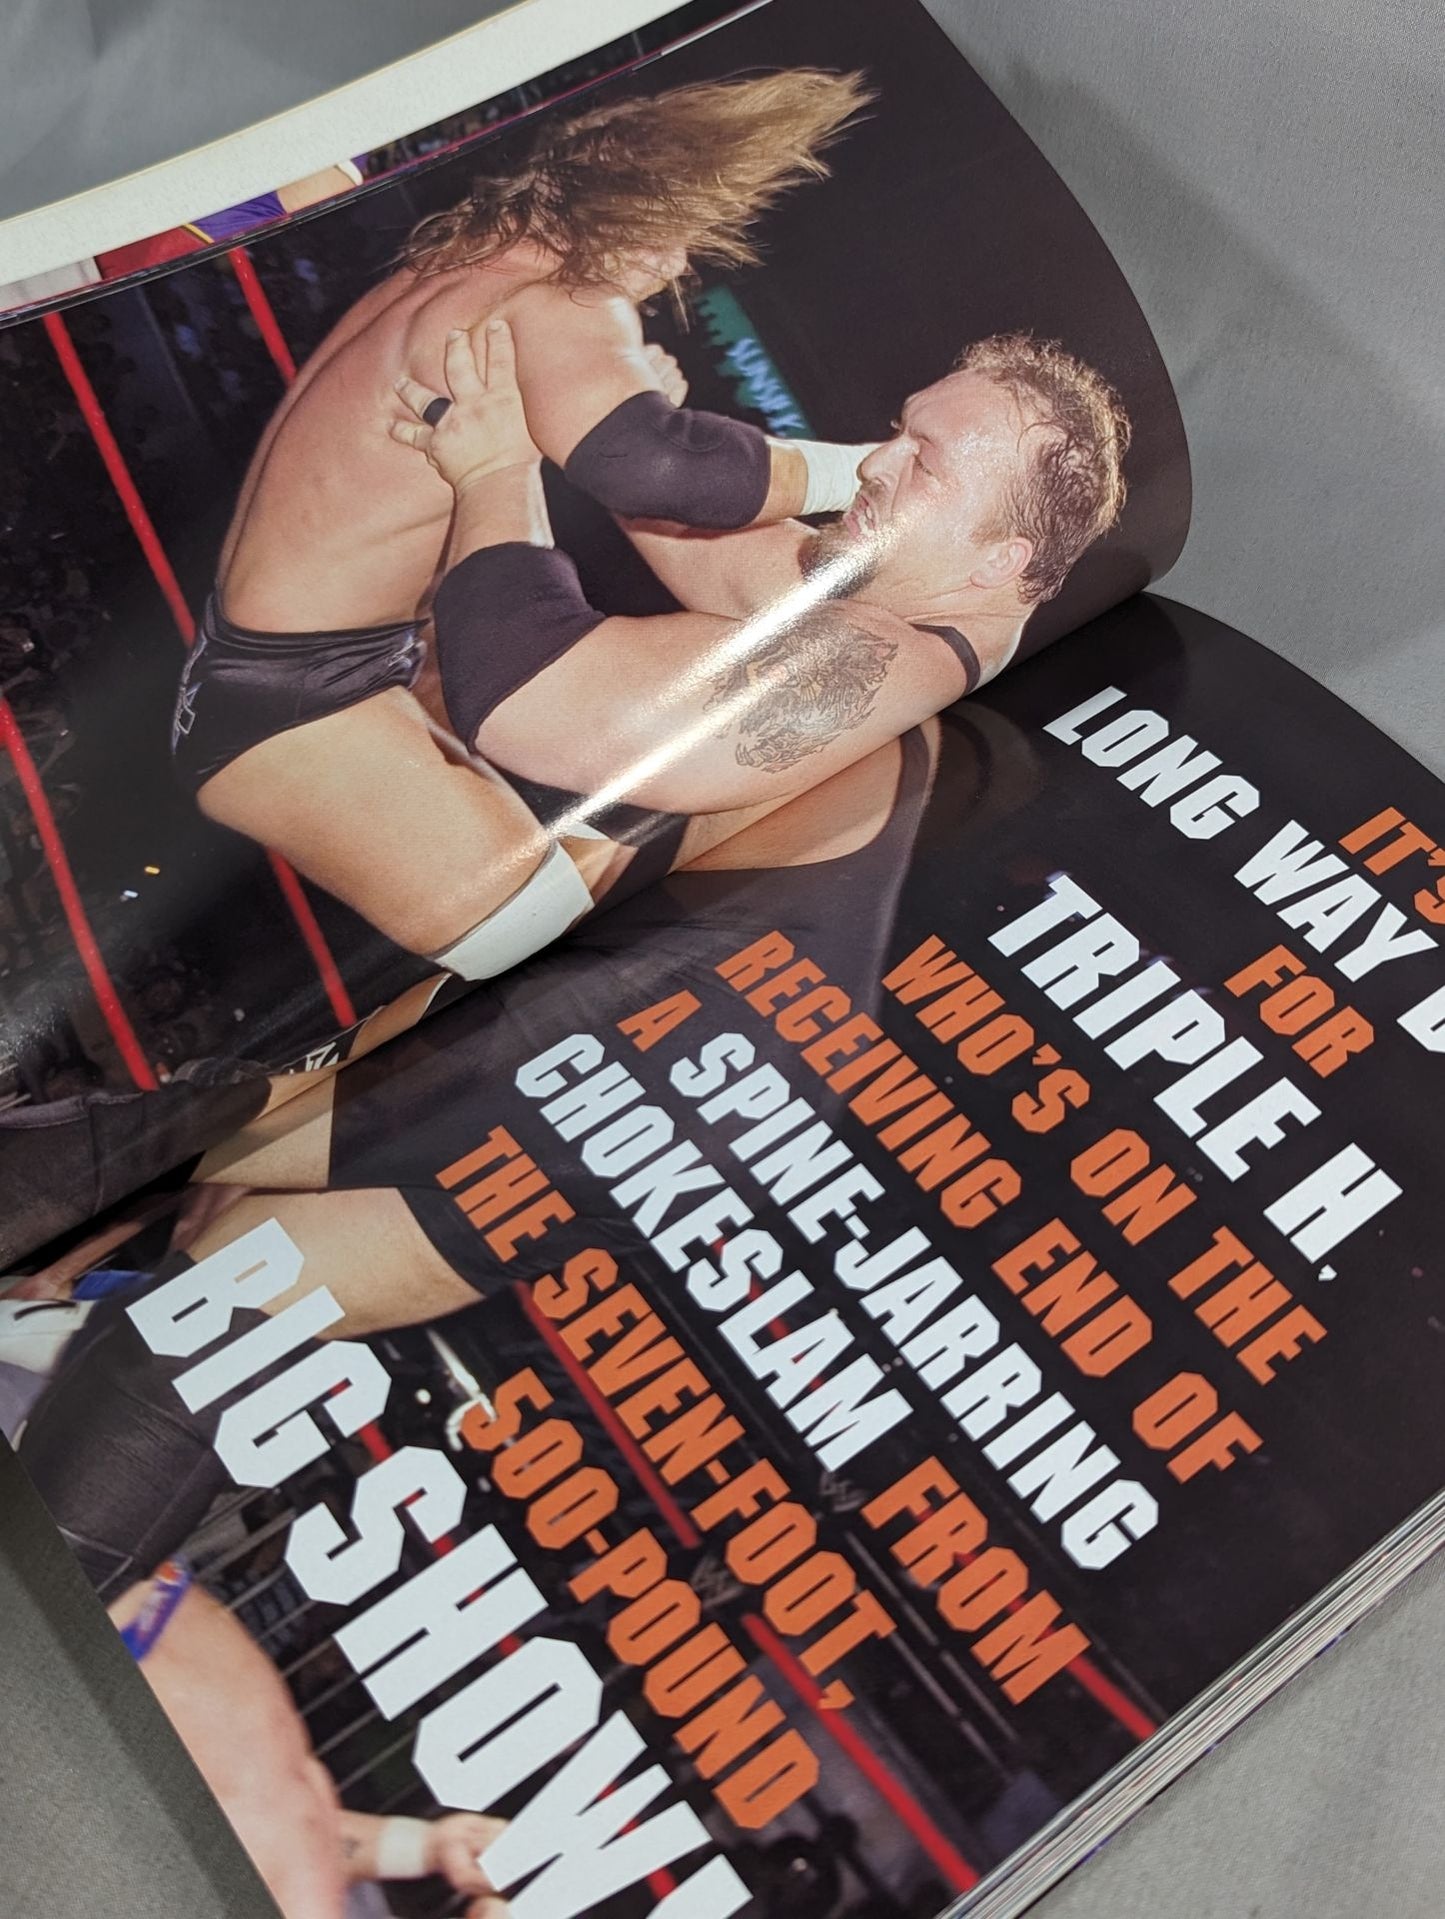 IT'S
LONG WAY
FOR
TRIPLE H,
WHO'S ON THE
RECEIVING END OF
A SPINE-JARRING
CHOKESLAM FROM
THE SEVEN-FOOT,
500-POUND
BIG SHOW!
SUNNY